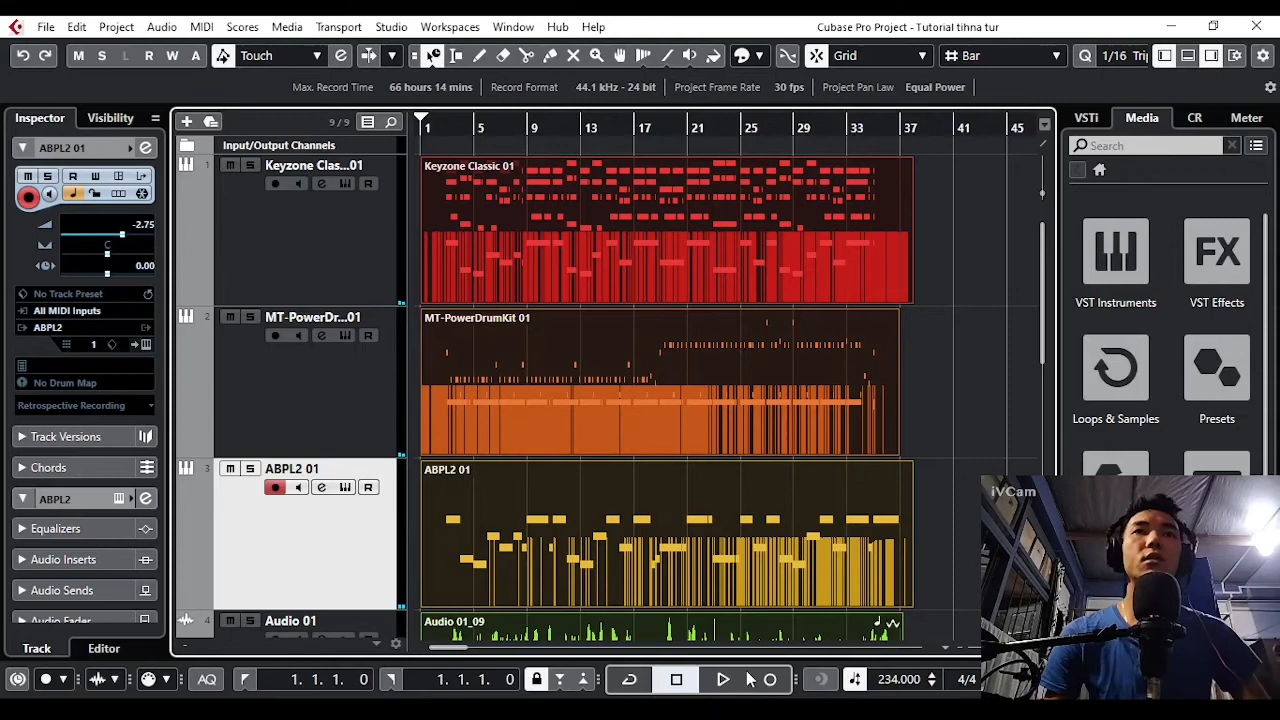 File Edit Project Audio MIDI Scores Media Transport Studio Workspaces Window Hub Help
Cubase Pro Project - Tutorial tihna tur
M S L R W A Touch Grid Bar Q 1/16 Trip
Max. Record Time 66 hours 14 mins Record Format 44.1 kHz - 24 bit Project Frame Rate 30 fps Project Pan Law Equal Power
Inspector Visibility
9 / 9
1 5 9 13 17 21 25 29 33 37 41 45
VSTi Media CR Meter
ABPL2 01
Input/Output Channels
Search
M S R W
1 M S Keyzone Clas...01
R
Keyzone Classic 01
-2.75
C
0.00
No Track Preset
All MIDI Inputs
ABPL2
1
No Drum Map
Retrospective Recording
Track Versions
Chords
ABPL2
Equalizers
Audio Inserts
Audio Sends
Audio Fader
Track Editor
2 M S MT-PowerDr...01
R
MT-PowerDrumKit 01
3 M S ABPL2 01
R
ABPL2 01
4 M S Audio 01
Audio 01_09
VST Instruments VST Effects
Loops & Samples Presets
iVCam
AQ 1. 1. 1. 0 1. 1. 1. 0 234.000 4/4